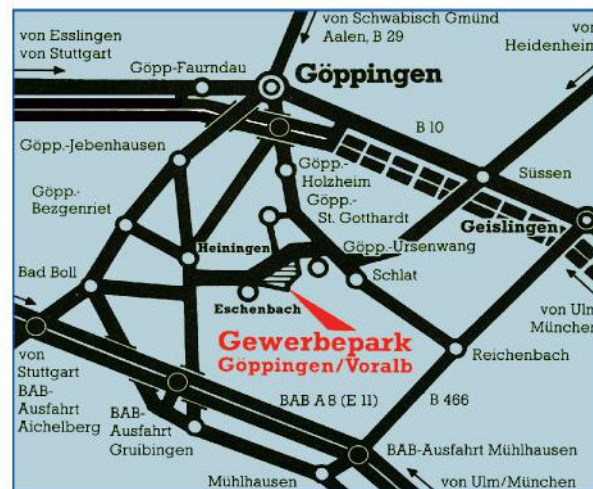 von Schwäbisch Gmünd
Aalen, B 29
von
Heidenheim
von Esslingen
von Stuttgart
Göpp-Faurndau
Göppingen
B 10
Göpp.-Jebenhausen
Göpp.-
Holzheim
Süssen
Göpp.-
Bezgenriet
Göpp.-
St. Gotthardt
Geislingen
Heiningen
Göpp.-Ursenwang
Bad Boll
Schlat
Eschenbach
von Ulm
München
Gewerbepark
Göppingen/Voralb
von
Stuttgart
BAB-
Ausfahrt
Aichelberg
Reichenbach
BAB A 8 (E 11)
B 466
BAB-
Ausfahrt
Gruibingen
BAB-Ausfahrt Mühlhausen
Mühlhausen
von Ulm/München